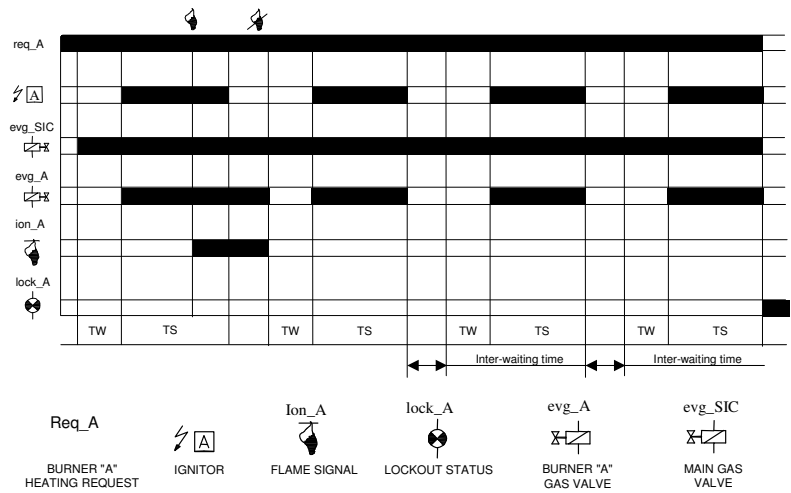 req_A
A
evg_SIC
evg_A
ion_A
lock_A
TW TS TW TS TW TS TW TS
Inter-waiting time Inter-waiting time
Req_A Ion_A lock_A evg_A evg_SIC
A
BURNER "A" HEATING REQUEST
IGNITOR
FLAME SIGNAL
LOCKOUT STATUS
BURNER "A" GAS VALVE
MAIN GAS VALVE